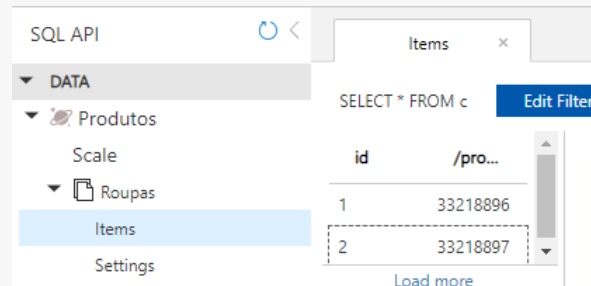 SQL API
DATA
Produtos
Scale
Roupas
Items
Settings
Items
SELECT * FROM c Edit Filter
id /pro...
1 33218896
2 33218897
Load more